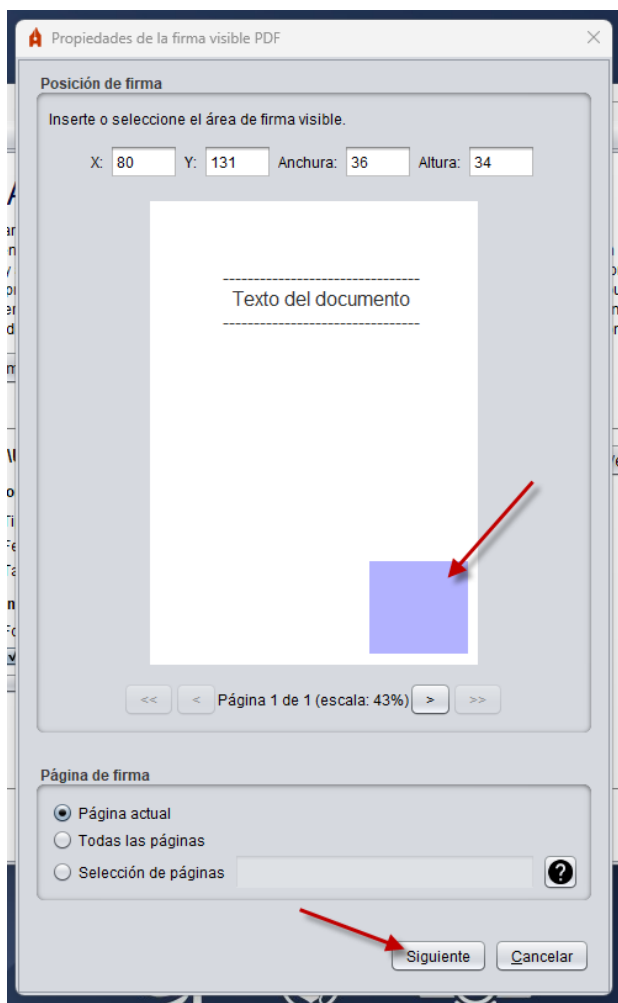 Propiedades de la firma visible PDF
Posición de firma
Inserte o seleccione el área de firma visible.
X: 80 Y: 131 Anchura: 36 Altura: 34
--------------------------------
Texto del documento
--------------------------------
<< < Página 1 de 1 (escala: 43%) > >>
Página de firma
Página actual
Todas las páginas
Selección de páginas ?
Siguiente Cancelar